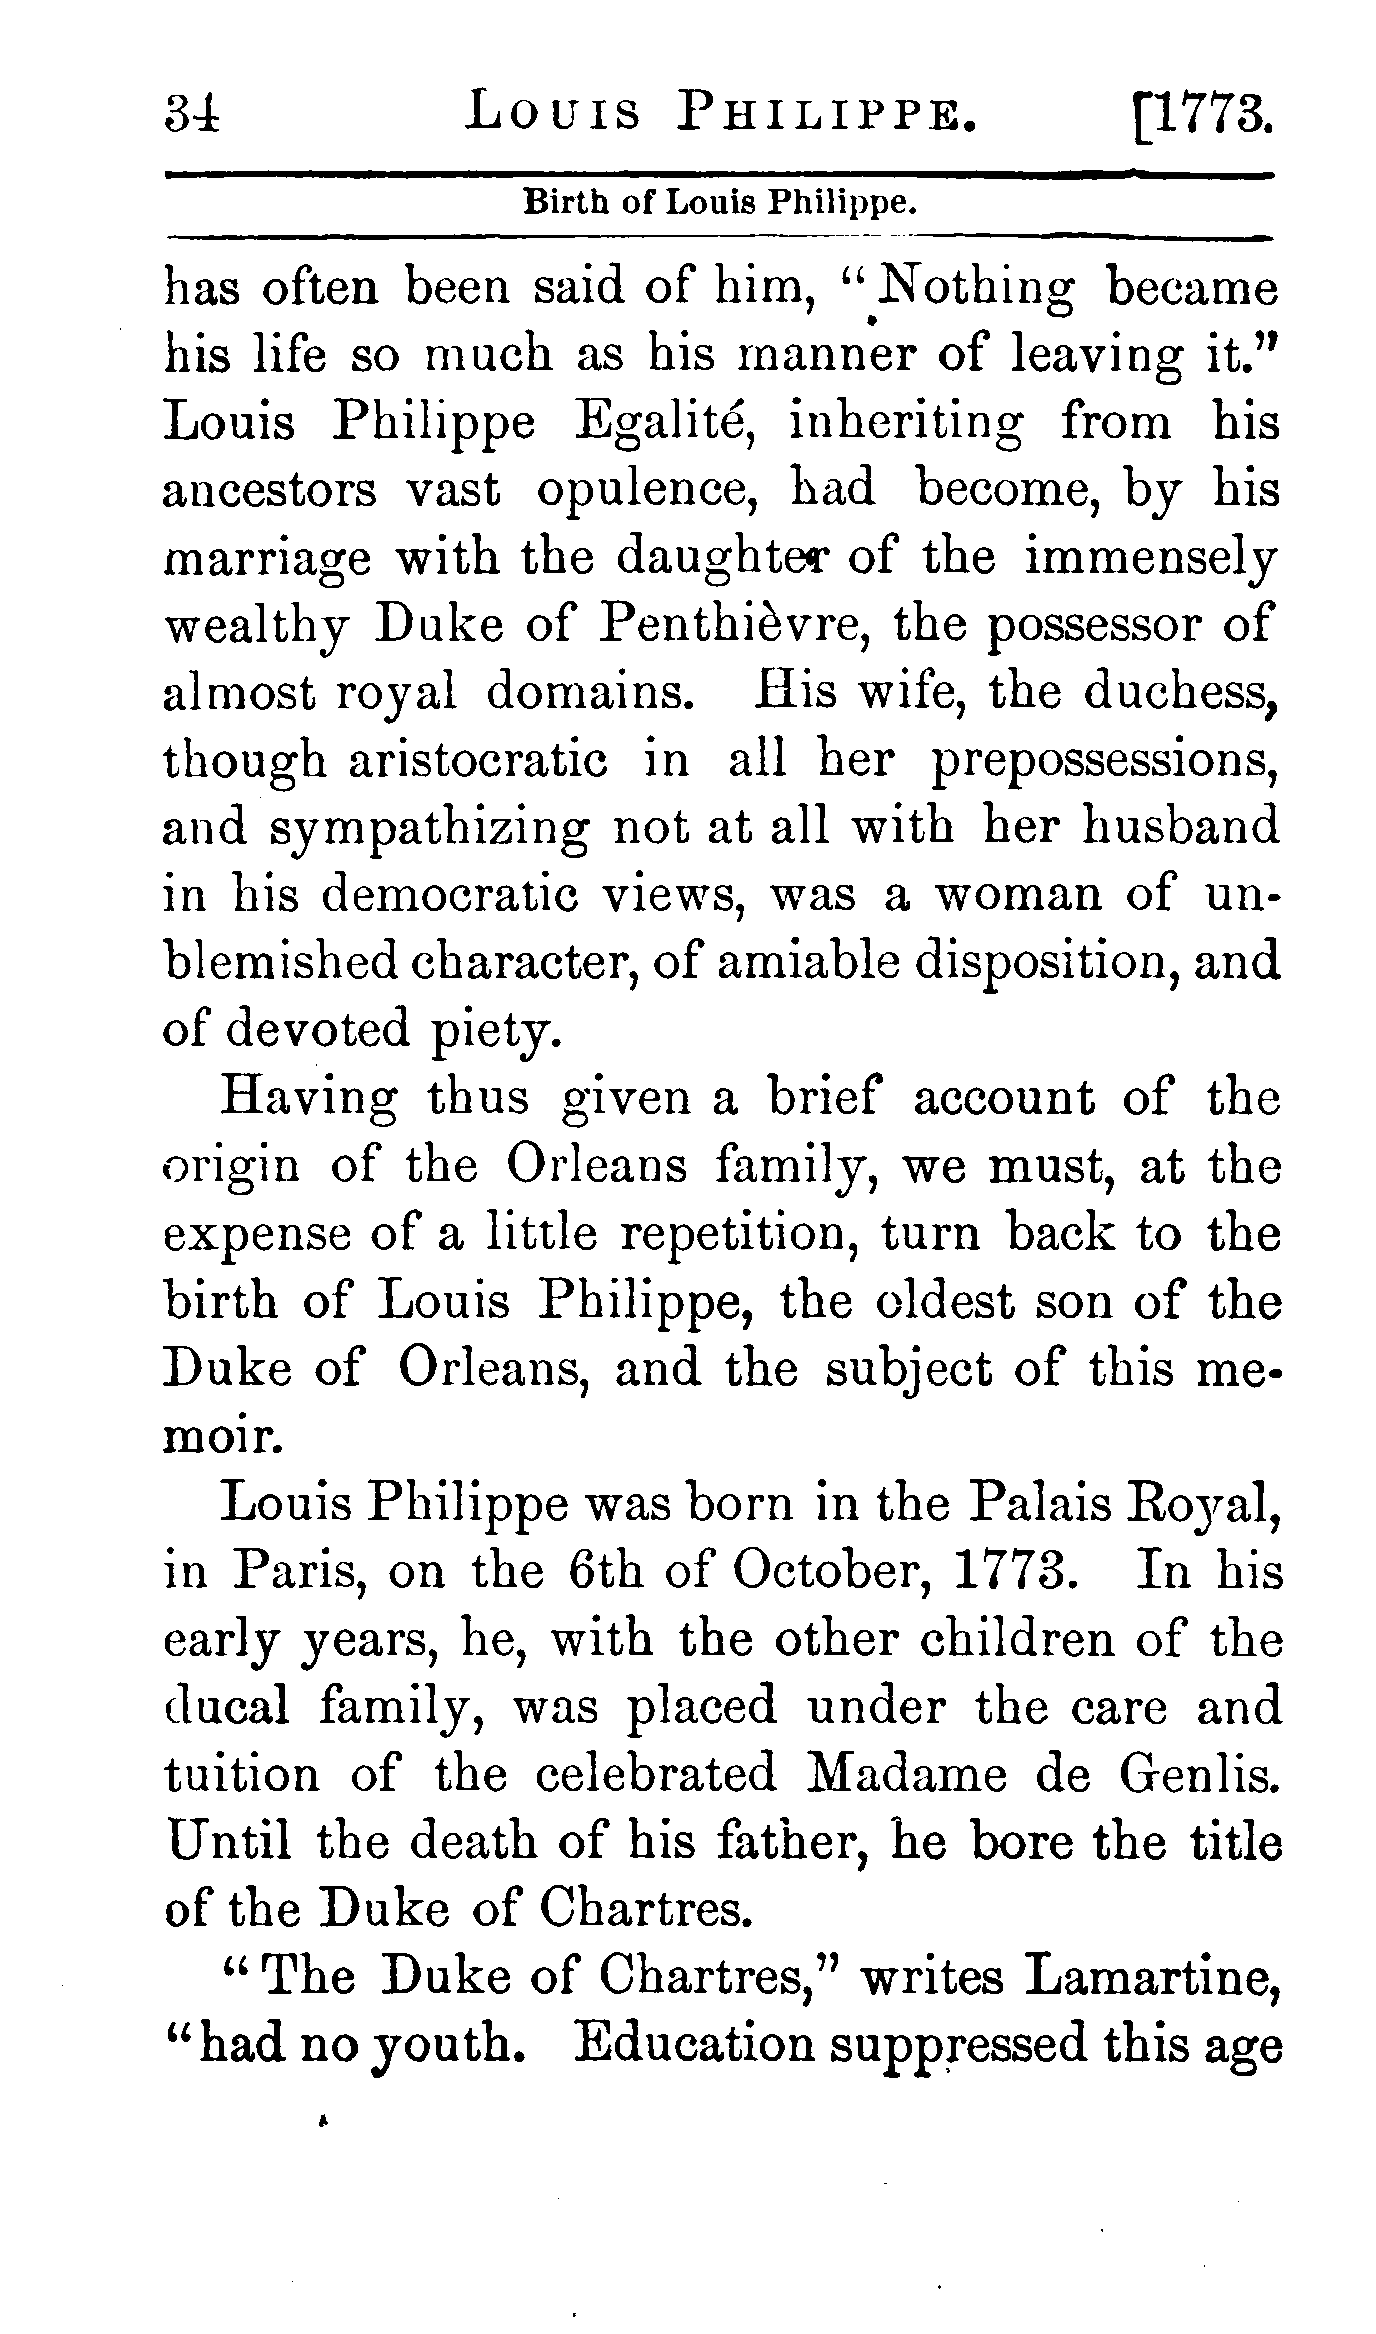 34 LOUIS PHILIPPE. [1773.
Birth of Louis Philippe.
has often been said of him, “Nothing became
his life so much as his manner of leaving it.”
Louis Philippe Egalité, inheriting from his
ancestors vast opulence, had become, by his
marriage with the daughter of the immensely
wealthy Duke of Penthièvre, the possessor of
almost royal domains. His wife, the duchess,
though aristocratic in all her prepossessions,
and sympathizing not at all with her husband
in his democratic views, was a woman of un-
blemished character, of amiable disposition, and
of devoted piety.
Having thus given a brief account of the
origin of the Orleans family, we must, at the
expense of a little repetition, turn back to the
birth of Louis Philippe, the oldest son of the
Duke of Orleans, and the subject of this me-
moir.
Louis Philippe was born in the Palais Royal,
in Paris, on the 6th of October, 1773. In his
early years, he, with the other children of the
ducal family, was placed under the care and
tuition of the celebrated Madame de Genlis.
Until the death of his father, he bore the title
of the Duke of Chartres.
“The Duke of Chartres,” writes Lamartine,
“had no youth. Education suppressed this age